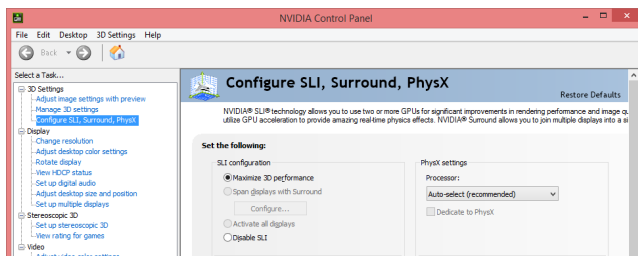 NVIDIA Control Panel
File Edit Desktop 3D Settings Help
Back
Select a Task...
3D Settings
Adjust image settings with preview
Manage 3D settings
Configure SLI, Surround, PhysX
Display
Change resolution
Adjust desktop color settings
Rotate display
View HDCP status
Set up digital audio
Adjust desktop size and position
Set up multiple displays
Stereoscopic 3D
Set up stereoscopic 3D
View rating for games
Video
Adjust video color settings
Configure SLI, Surround, PhysX
Restore Defaults
NVIDIA® SLI® technology allows you to use two or more GPUs for significant improvements in rendering performance and image qu
utilize GPU acceleration to provide amazing real-time physics effects. NVIDIA® Surround allows you to join multiple displays into a si
Set the following:
SLI configuration
Maximize 3D performance
Span displays with Surround
Configure...
Activate all displays
Disable SLI
PhysX settings
Processor:
Auto-select (recommended)
Dedicate to PhysX